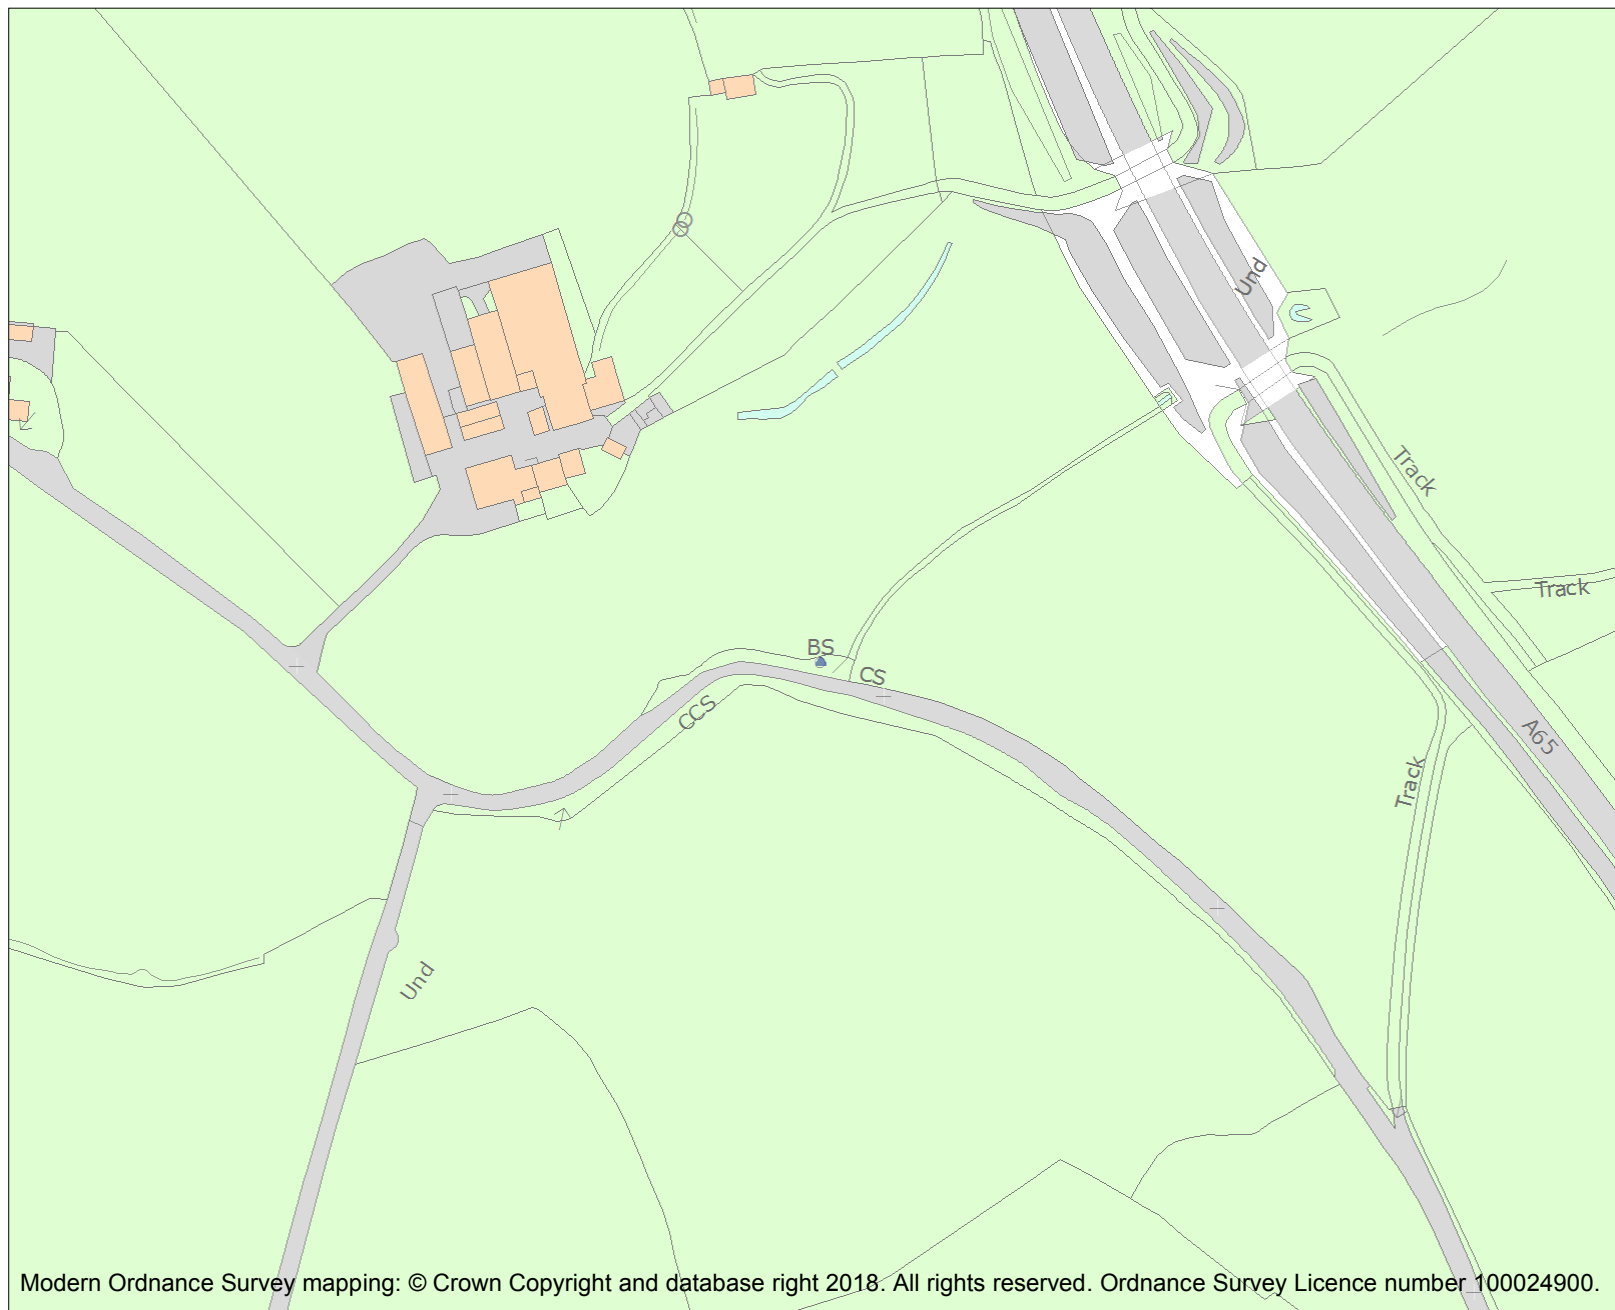 Und
Track
Track
BS
CS
CCS
A65
Track
Und
Modern Ordnance Survey mapping: © Crown Copyright and database right 2018. All rights reserved. Ordnance Survey Licence number 100024900.